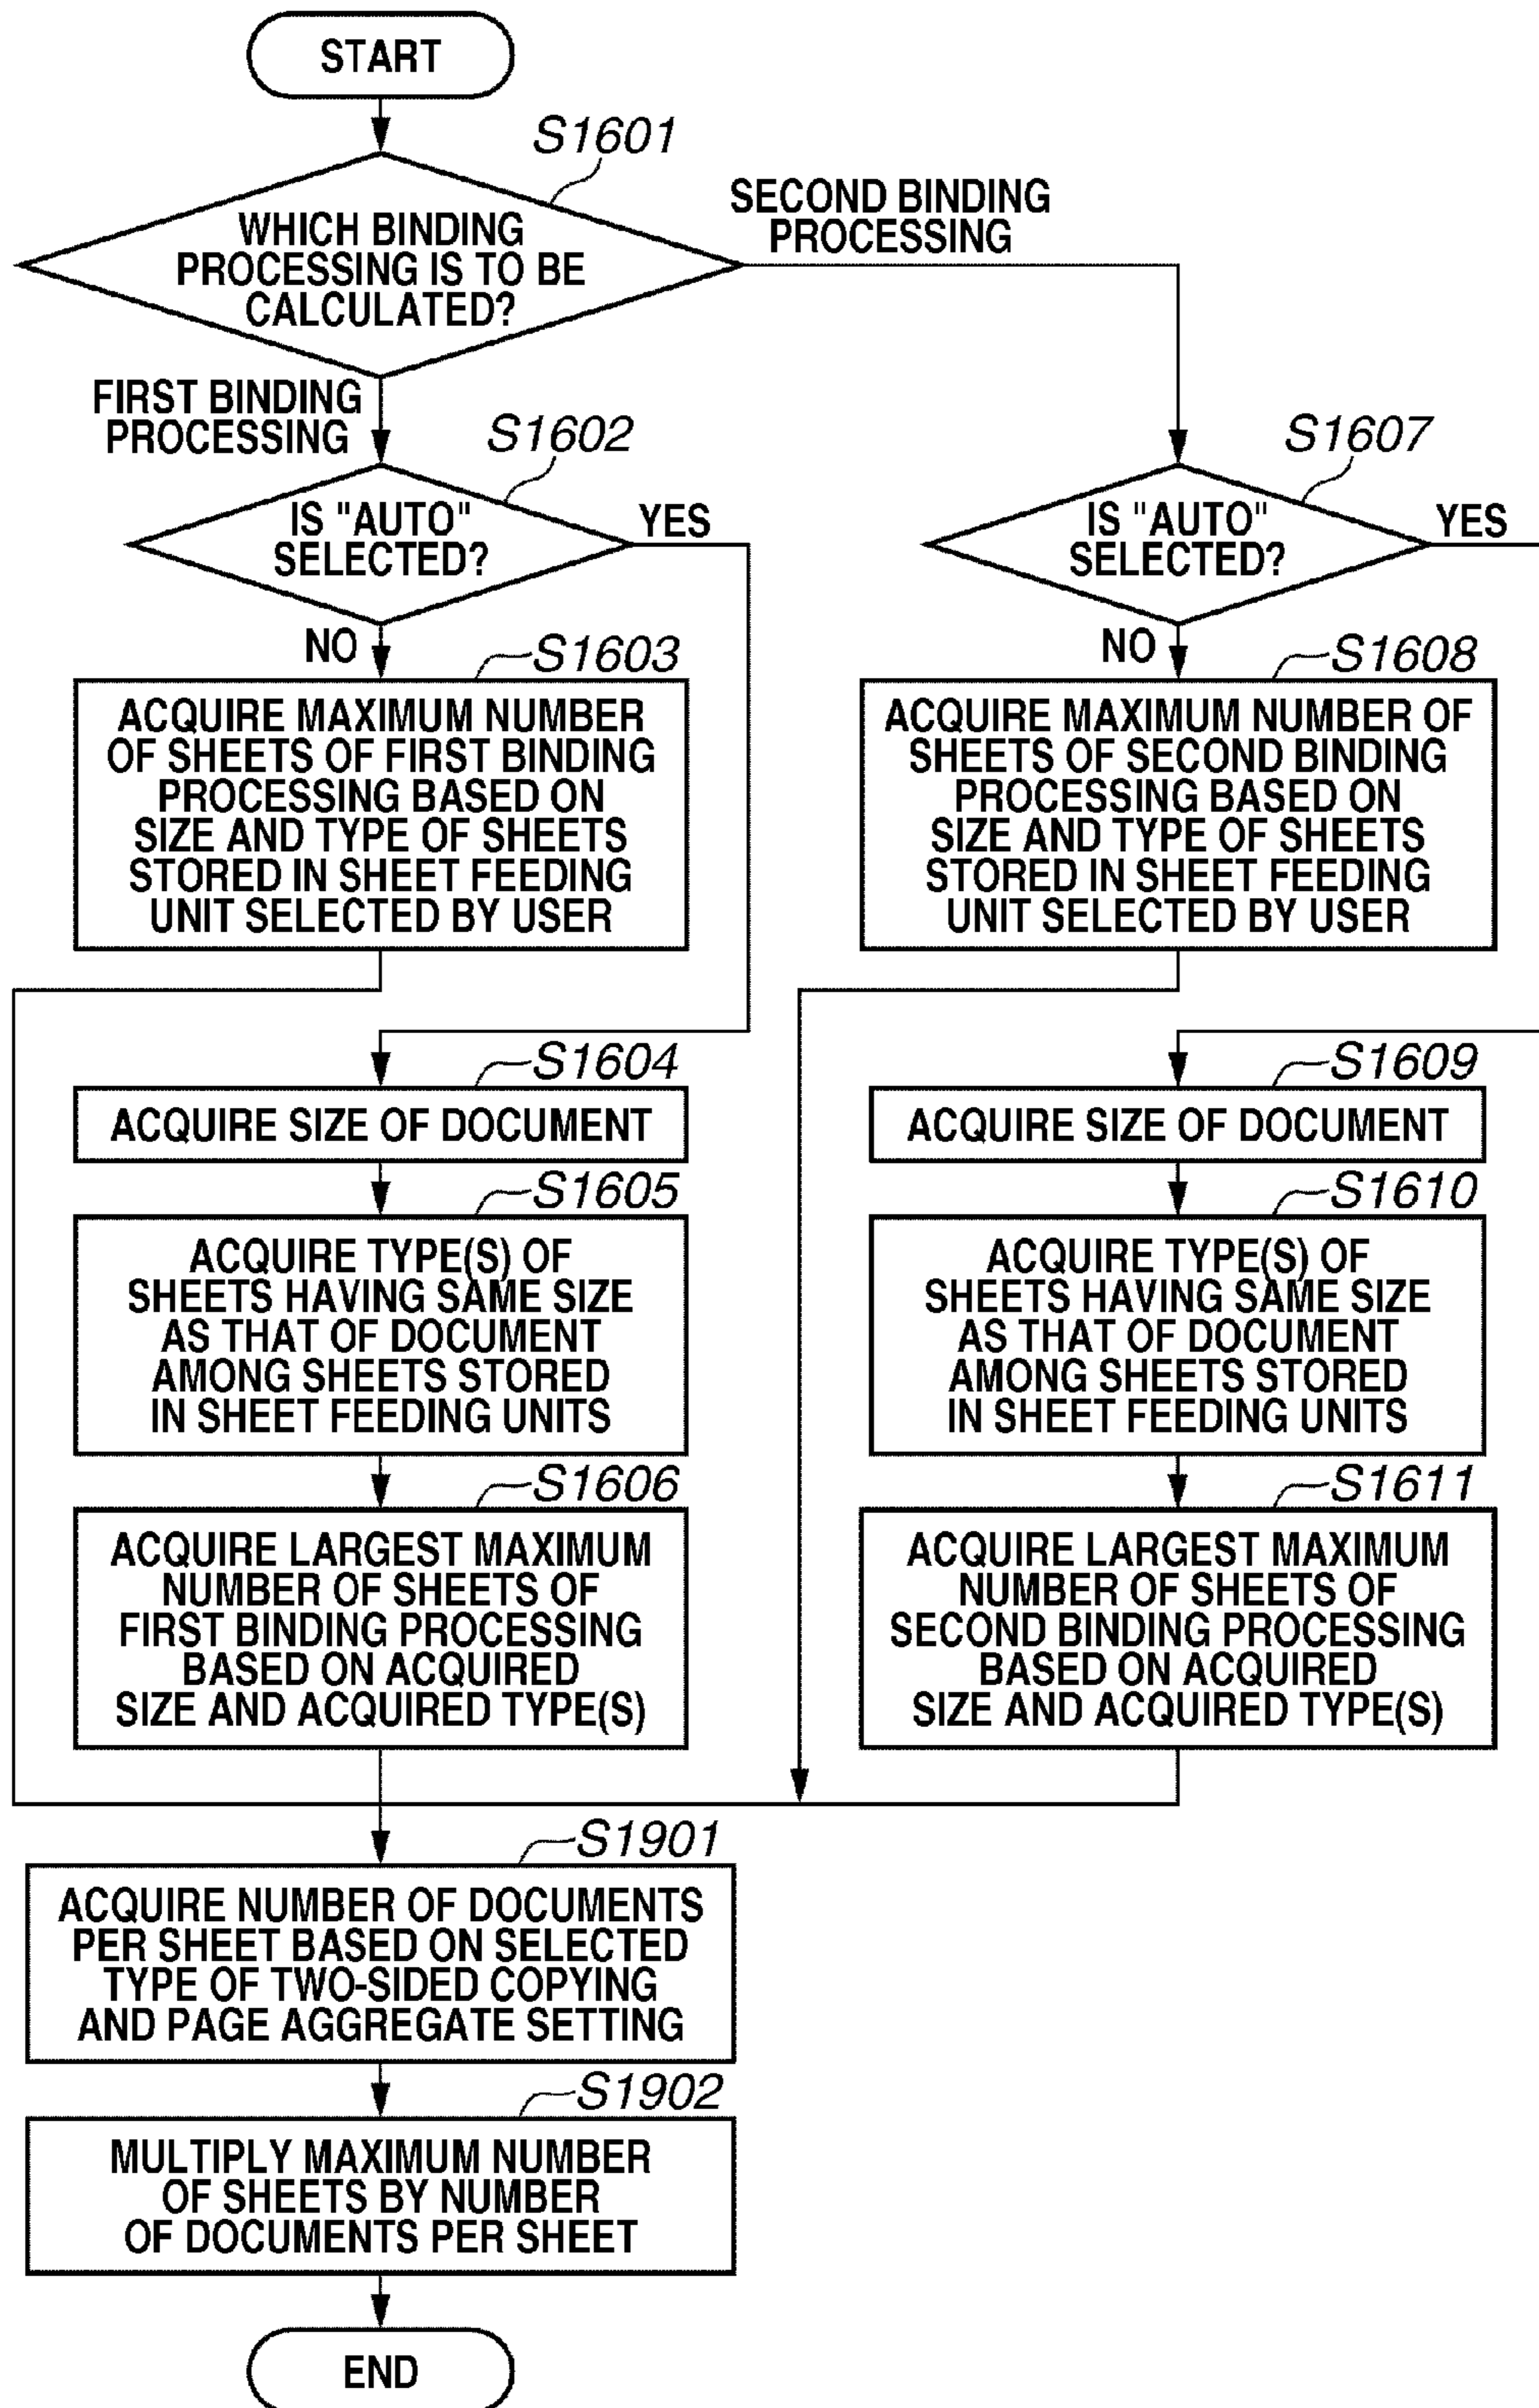 START
S1601
WHICH BINDING
PROCESSING IS TO BE
CALCULATED?
SECOND BINDING
PROCESSING
FIRST BINDING
PROCESSING
S1602
IS "AUTO"
SELECTED?
YES
NO
S1603
ACQUIRE MAXIMUM NUMBER
OF SHEETS OF FIRST BINDING
PROCESSING BASED ON
SIZE AND TYPE OF SHEETS
STORED IN SHEET FEEDING
UNIT SELECTED BY USER
S1604
ACQUIRE SIZE OF DOCUMENT
S1605
ACQUIRE TYPE(S) OF
SHEETS HAVING SAME SIZE
AS THAT OF DOCUMENT
AMONG SHEETS STORED
IN SHEET FEEDING UNITS
S1606
ACQUIRE LARGEST MAXIMUM
NUMBER OF SHEETS OF
FIRST BINDING PROCESSING
BASED ON ACQUIRED
SIZE AND ACQUIRED TYPE(S)
S1607
IS "AUTO"
SELECTED?
YES
NO
S1608
ACQUIRE MAXIMUM NUMBER OF
SHEETS OF SECOND BINDING
PROCESSING BASED ON
SIZE AND TYPE OF SHEETS
STORED IN SHEET FEEDING
UNIT SELECTED BY USER
S1609
ACQUIRE SIZE OF DOCUMENT
S1610
ACQUIRE TYPE(S) OF
SHEETS HAVING SAME SIZE
AS THAT OF DOCUMENT
AMONG SHEETS STORED
IN SHEET FEEDING UNITS
S1611
ACQUIRE LARGEST MAXIMUM
NUMBER OF SHEETS OF
SECOND BINDING PROCESSING
BASED ON ACQUIRED
SIZE AND ACQUIRED TYPE(S)
S1901
ACQUIRE NUMBER OF DOCUMENTS
PER SHEET BASED ON SELECTED
TYPE OF TWO-SIDED COPYING
AND PAGE AGGREGATE SETTING
S1902
MULTIPLY MAXIMUM NUMBER
OF SHEETS BY NUMBER
OF DOCUMENTS PER SHEET
END